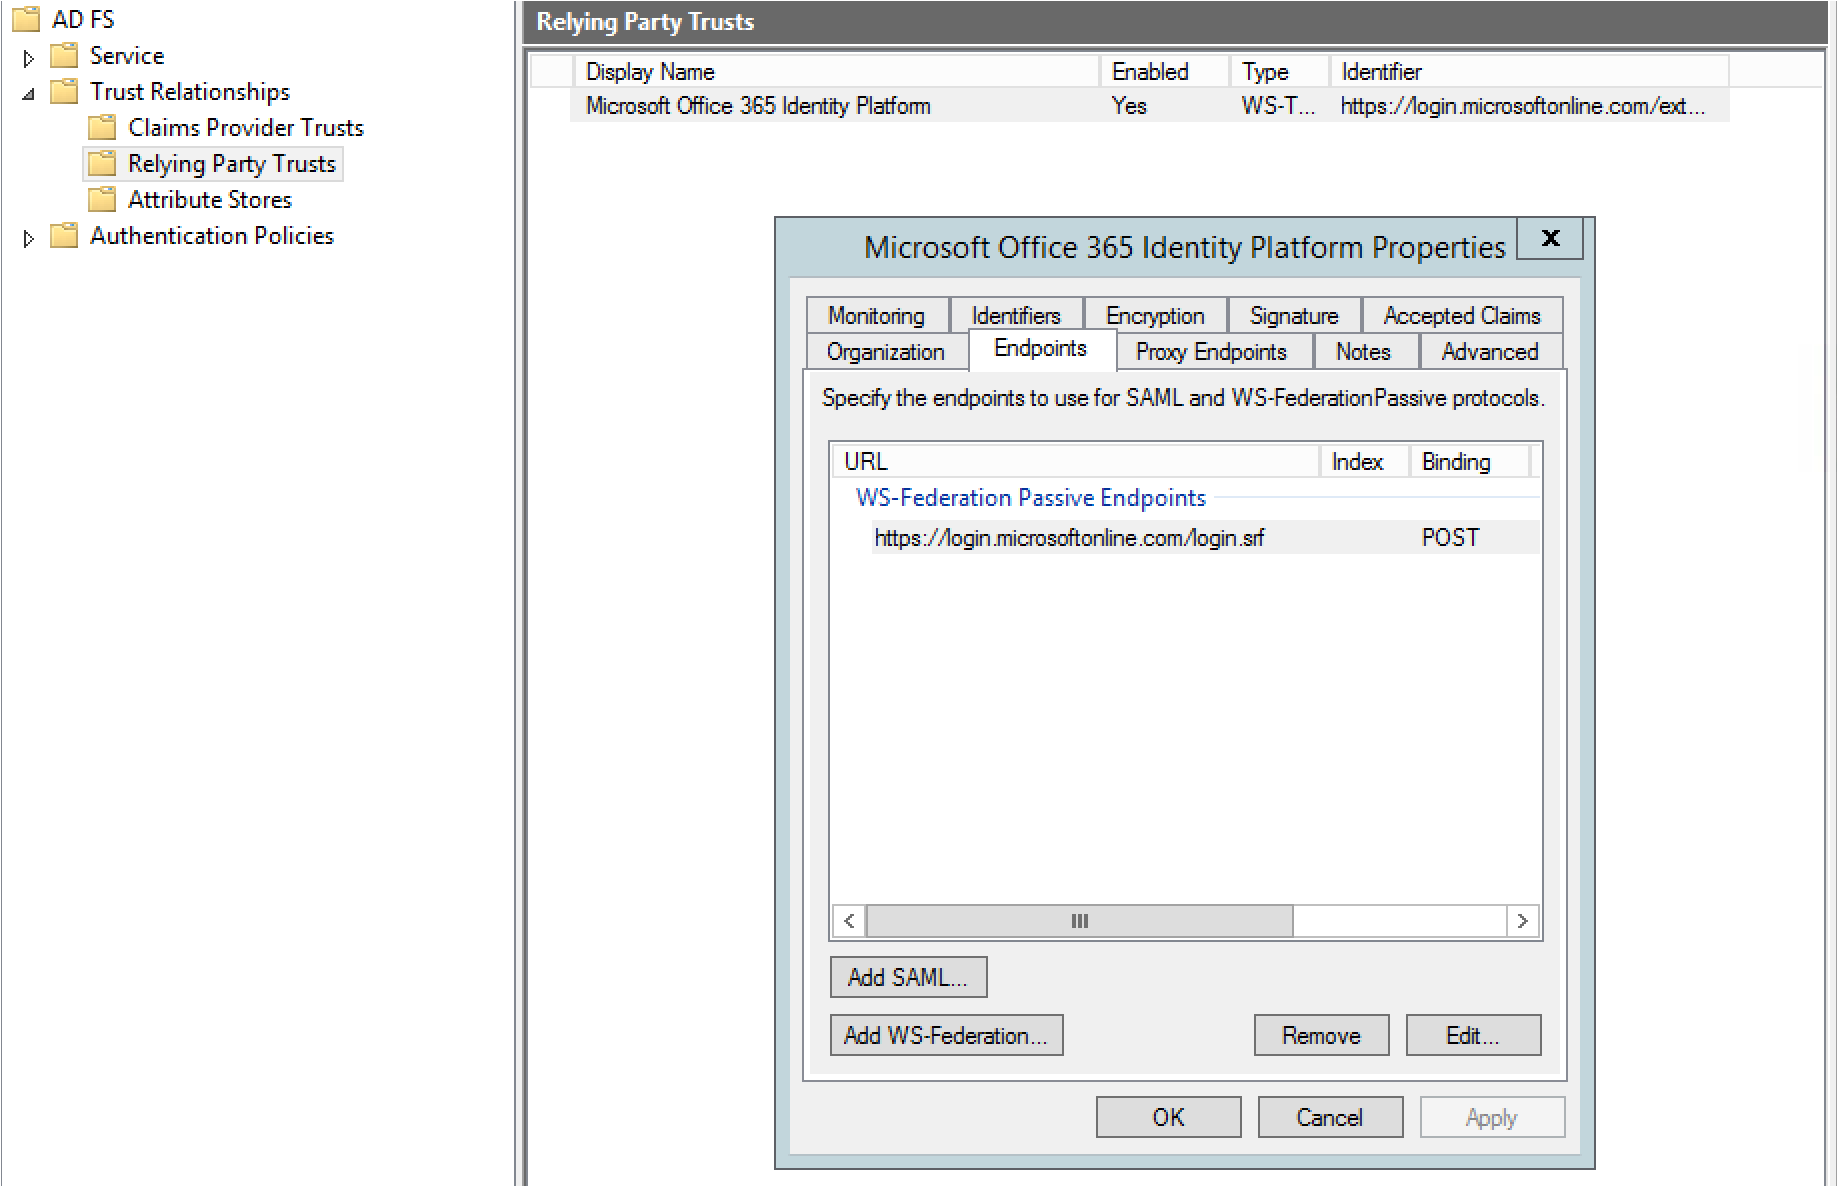 AD FS
Service
Trust Relationships
Claims Provider Trusts
Relying Party Trusts
Attribute Stores
Authentication Policies
Relying Party Trusts
Display Name Enabled Type Identifier
Microsoft Office 365 Identity Platform Yes WS-T... https://login.microsoftonline.com/ext...
Microsoft Office 365 Identity Platform Properties
X
Monitoring Identifiers Encryption Signature Accepted Claims
Organization Endpoints Proxy Endpoints Notes Advanced
Specify the endpoints to use for SAML and WS-FederationPassive protocols.
URL Index Binding
WS-Federation Passive Endpoints
https://login.microsoftonline.com/login.srf POST
Add SAML...
Add WS-Federation... Remove Edit...
OK Cancel Apply